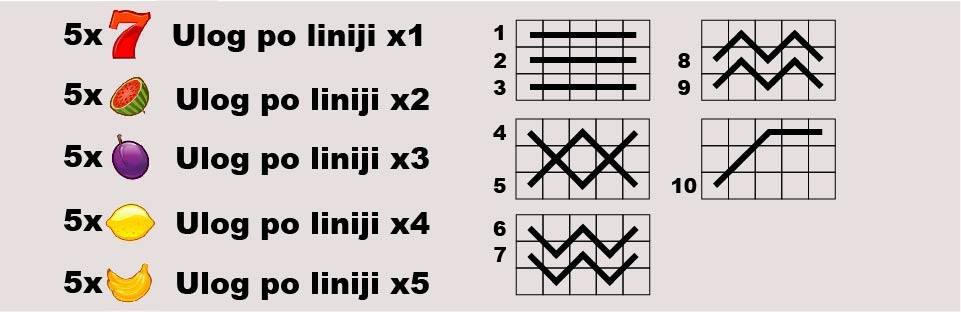 5x 7 Ulog po liniji x1
5x Ulog po liniji x2
5x Ulog po liniji x3
5x Ulog po liniji x4
5x Ulog po liniji x5
1
2
3
4
5
6
7
8
9
10